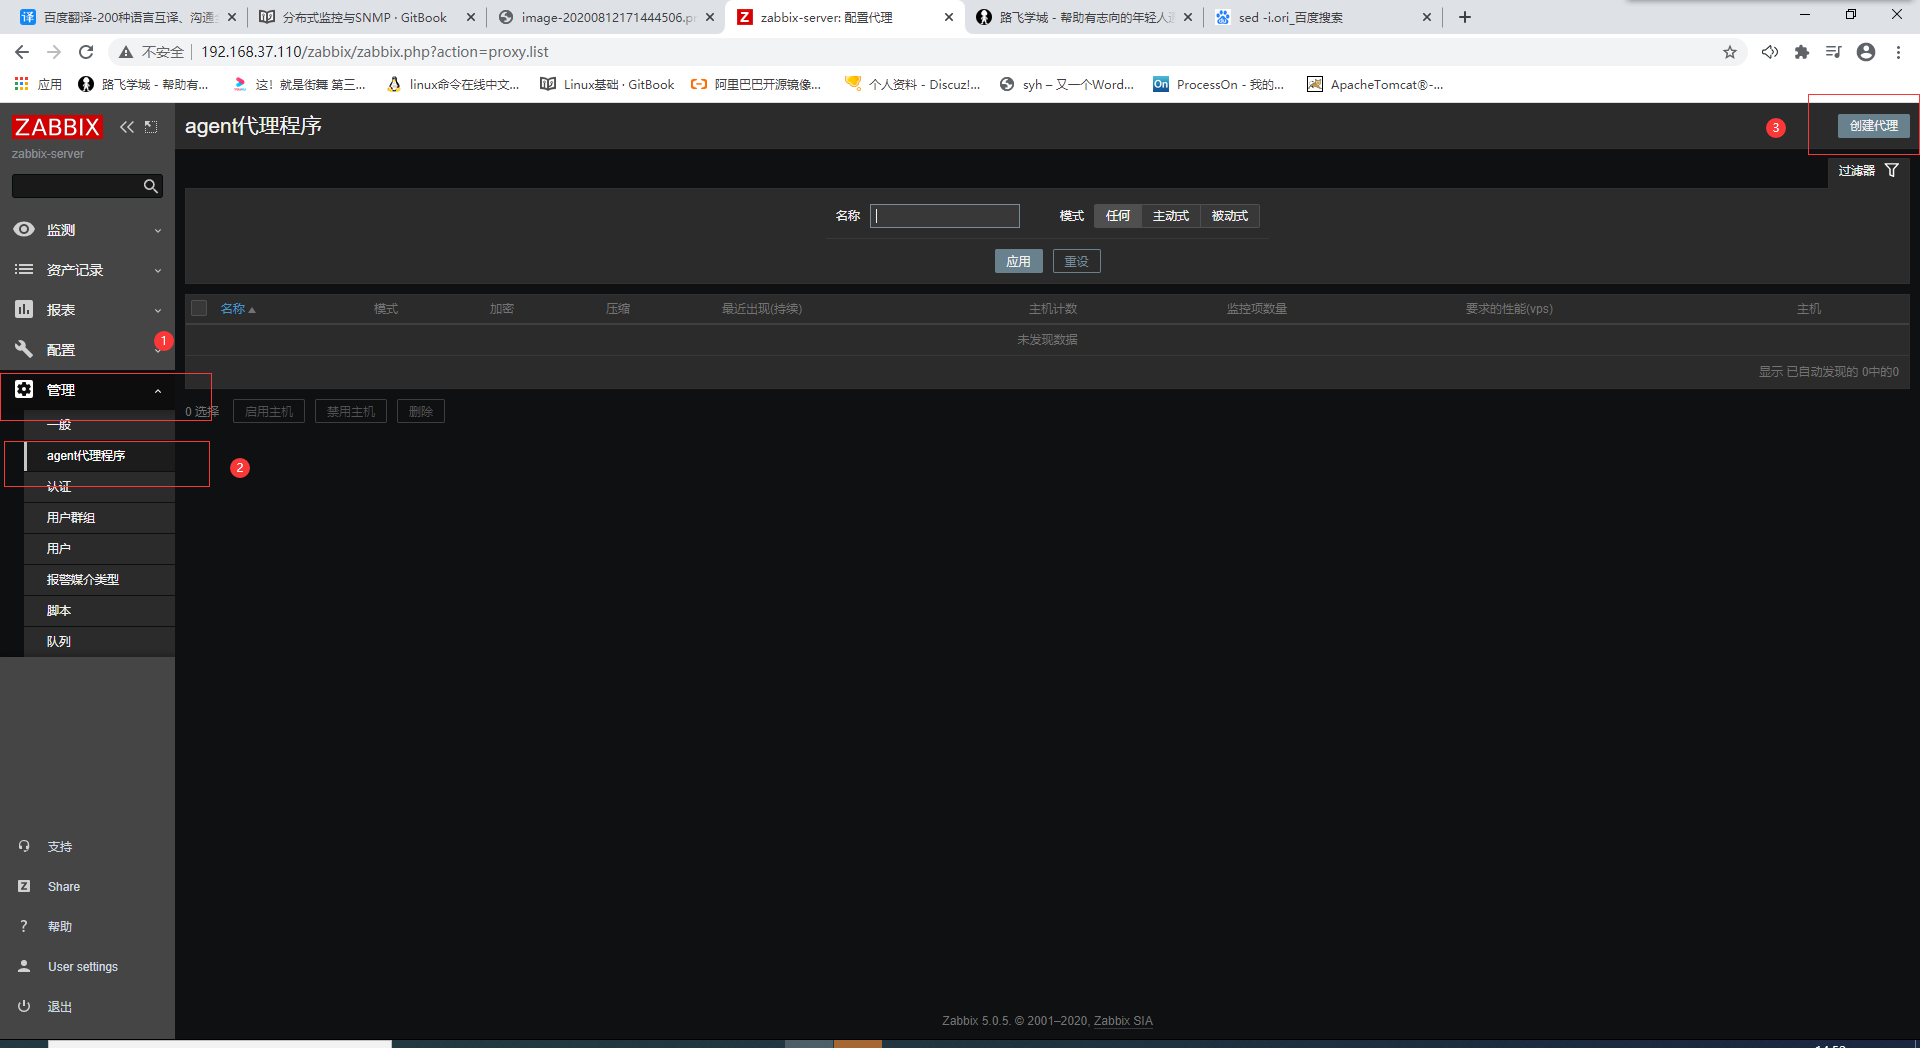 百度翻译-200种语言互译、沟通
分布式监控与SNMP · GitBook
image-20200812171444506.p
zabbix-server: 配置代理
路飞学城 - 帮助有志向的年轻人
sed -i.ori_百度搜索
不安全 192.168.37.110/zabbix/zabbix.php?action=proxy.list
应用 路飞学城 - 帮助有... 这！就是街舞 第三... linux命令在线中文... Linux基础 · GitBook 阿里巴巴开源镜像... 个人资料 - Discuz!... syh – 又一个Word... On ProcessOn - 我的... ApacheTomcat®-...
ZABBIX
zabbix-server
agent代理程序
3
创建代理
过滤器
名称
模式 任何 主动式 被动式
应用 重设
名称 模式 加密 压缩 最近出现(持续) 主机计数 监控项数量 要求的性能(vps) 主机
未发现数据
显示 已自动发现的 0中的0
0 选择 启用主机 禁用主机 删除
监测
资产记录
报表
配置
1
管理
一般
agent代理程序
2
认证
用户群组
用户
报警媒介类型
脚本
队列
支持
Share
帮助
User settings
退出
Zabbix 5.0.5. © 2001–2020, Zabbix SIA